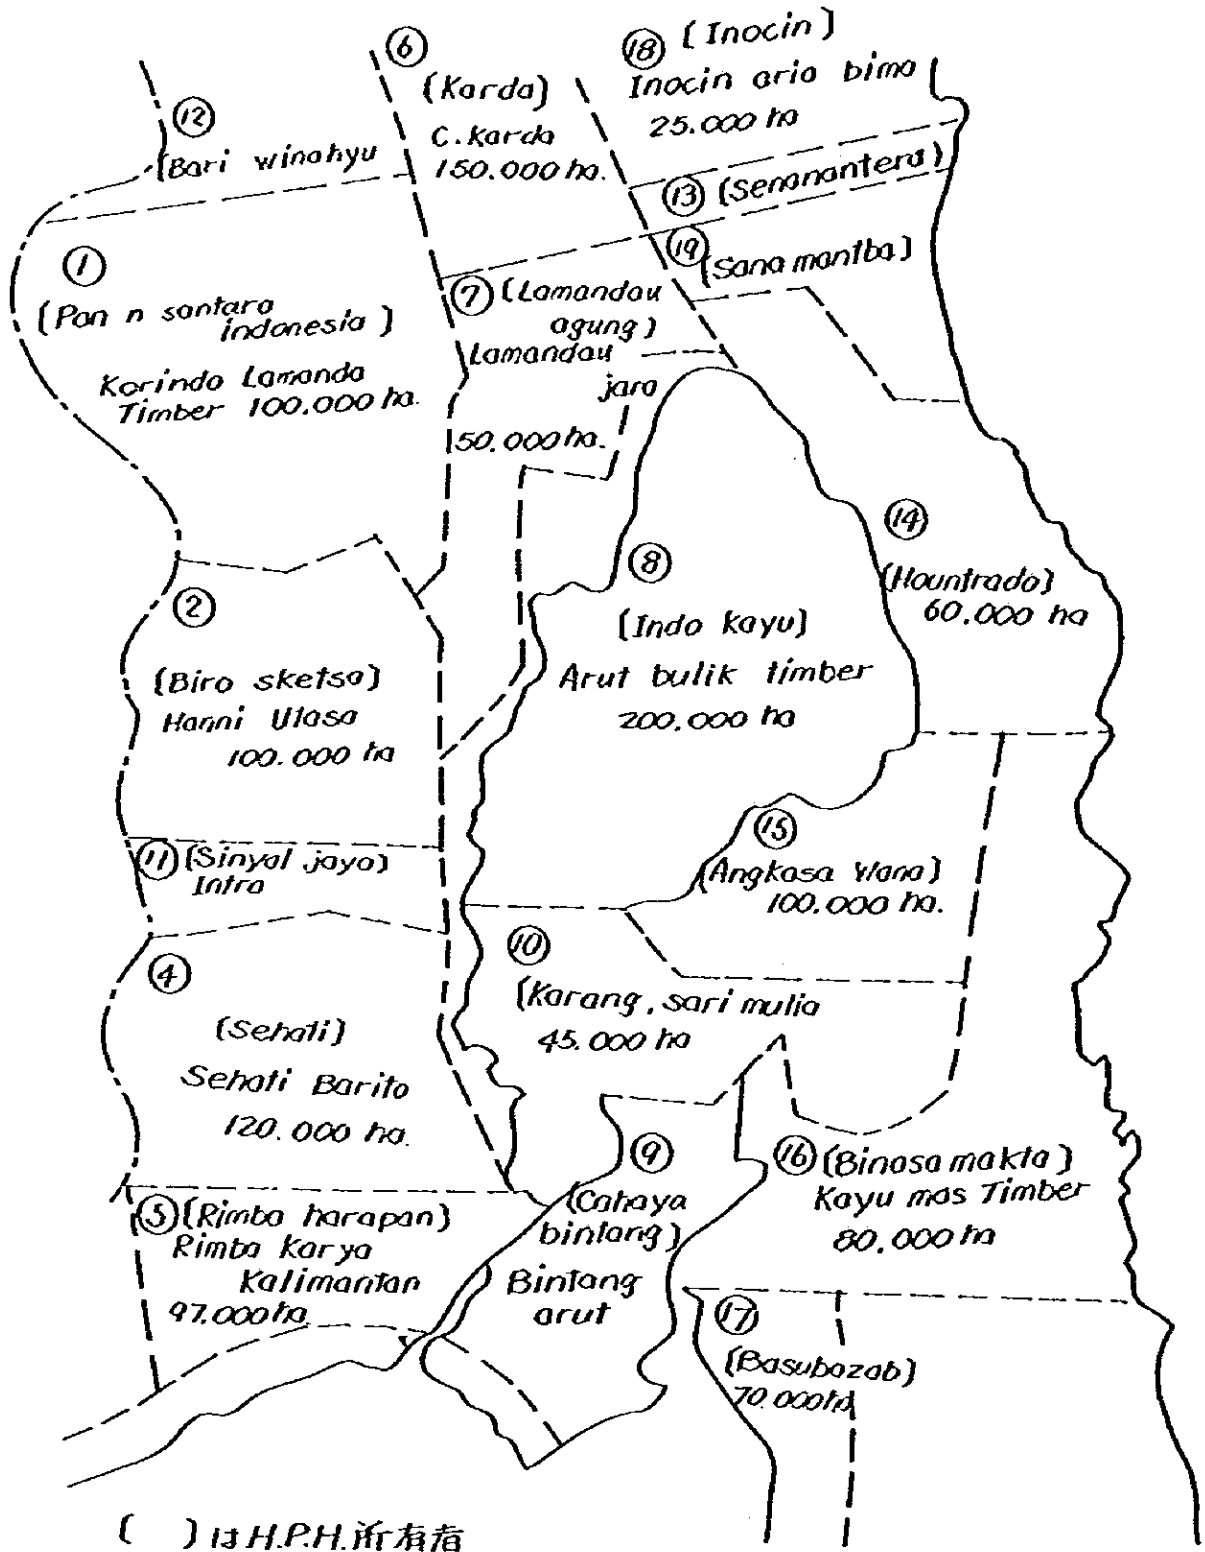 ⑥
(Karda)
C. Karda
150.000 ha.
⑱ (Inocin)
Inocin aria bima
25.000 ha
⑫
(Bari winahyu
⑬ (Senanantera)
⑲
(Sana mantba)
①
(Pan n santara
indonesia)
Korindo Lamanda
Timber 100.000 ha.
⑦ (Lamandau
agung)
Lamandau
jara
50.000 ha.
⑭
(Hountrado)
60.000 ha
⑧
(Indo kayu)
Arut bulik timber
200.000 ha
②
(Biro sketsa)
Hanni Ulasa
100.000 ha
⑮
(Angkasa Wana)
100.000 ha.
⑪ (Sinyal jaya)
Intra
⑩
(Karang, sari mulia
45.000 ha
④
(Sehati)
Sehati Barito
120.000 ha.
⑨
(Cahaya
bintang)
Bintang
arut
⑯ (Binasa makta)
Kayu mas Timber
80.000 ha
⑤ (Rimba harapan)
Rimba Karya
Kalimantan
97.000 ha
⑰
(Basubazab)
70.000 ha
(　) は H.P.H. 所有者